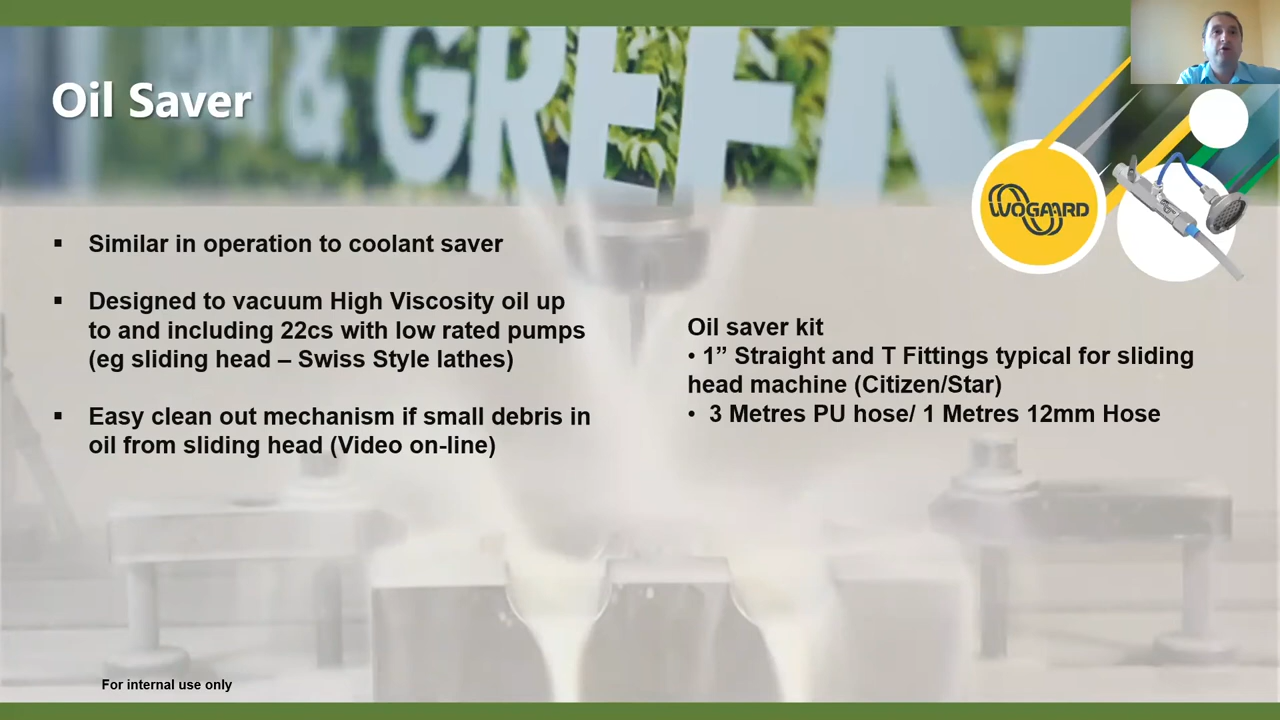 & GREEN
Oil Saver
WOGAARD
▪ Similar in operation to coolant saver
▪ Designed to vacuum High Viscosity oil up
to and including 22cs with low rated pumps
(eg sliding head – Swiss Style lathes)
▪ Easy clean out mechanism if small debris in
oil from sliding head (Video on-line)
Oil saver kit
• 1” Straight and T Fittings typical for sliding
head machine (Citizen/Star)
• 3 Metres PU hose/ 1 Metres 12mm Hose
For internal use only